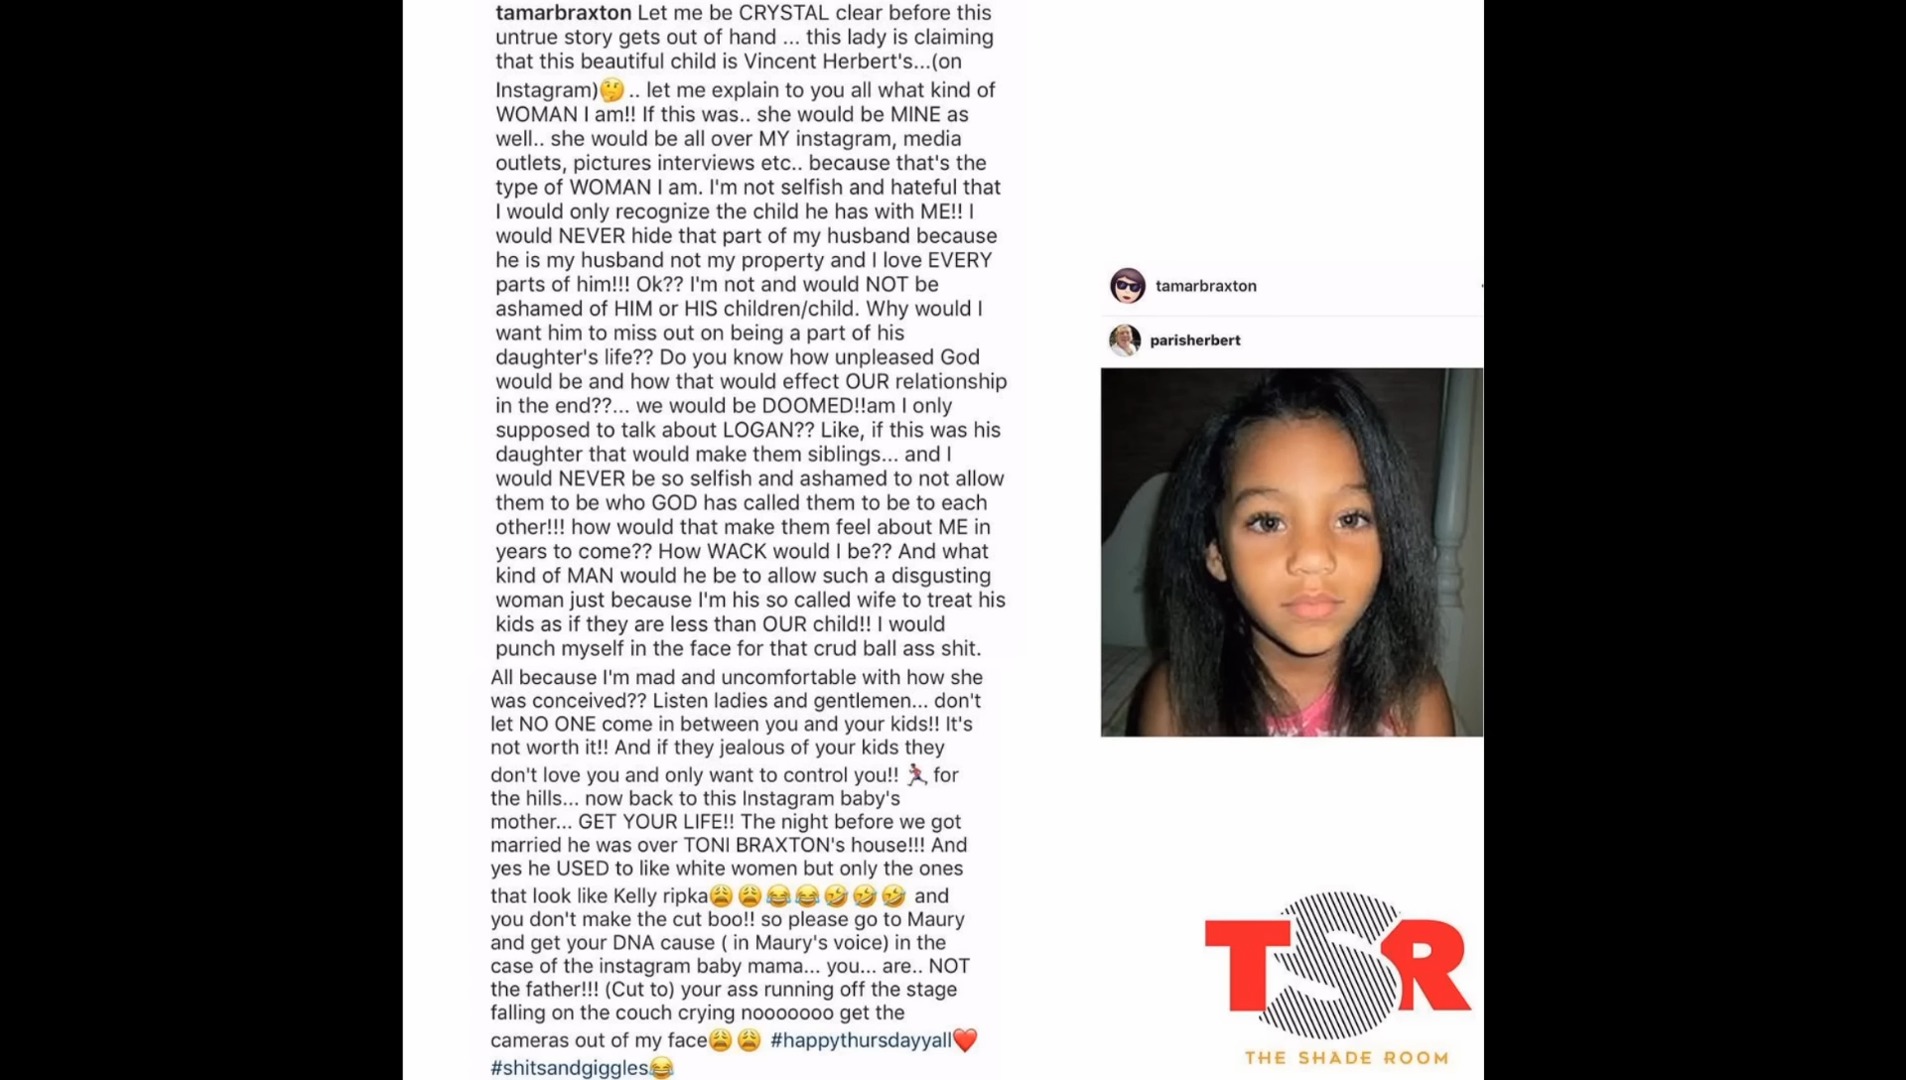 tamarbraxton Let me be CRYSTAL clear before this
untrue story gets out of hand ... this lady is claiming
that this beautiful child is Vincent Herbert's...(on
Instagram)🤔 .. let me explain to you all what kind of
WOMAN I am!! If this was.. she would be MINE as
well.. she would be all over MY instagram, media
outlets, pictures interviews etc.. because that's the
type of WOMAN I am. I'm not selfish and hateful that
I would only recognize the child he has with ME!! I
would NEVER hide that part of my husband because
he is my husband not my property and I love EVERY
parts of him!!! Ok?? I'm not and would NOT be
ashamed of HIM or HIS children/child. Why would I
want him to miss out on being a part of his
daughter's life?? Do you know how unpleased God
would be and how that would effect OUR relationship
in the end??... we would be DOOMED!!am I only
supposed to talk about LOGAN?? Like, if this was his
daughter that would make them siblings... and I
would NEVER be so selfish and ashamed to not allow
them to be who GOD has called them to be to each
other!!! how would that make them feel about ME in
years to come?? How WACK would I be?? And what
kind of MAN would he be to allow such a disgusting
woman just because I'm his so called wife to treat his
kids as if they are less than OUR child!! I would
punch myself in the face for that crud ball ass shit.
All because I'm mad and uncomfortable with how she
was conceived?? Listen ladies and gentlemen... don't
let NO ONE come in between you and your kids!! It's
not worth it!! And if they jealous of your kids they
don't love you and only want to control you!! 🏃 for
the hills... now back to this Instagram baby's
mother... GET YOUR LIFE!! The night before we got
married he was over TONI BRAXTON's house!!! And
yes he USED to like white women but only the ones
that look like Kelly ripka😩😩😂😂🤣🤣🤣 and
you don't make the cut boo!! so please go to Maury
and get your DNA cause ( in Maury's voice) in the
case of the instagram baby mama... you... are.. NOT
the father!!! (Cut to) your ass running off the stage
falling on the couch crying nooooooo get the
cameras out of my face😩😩 #happythursdayyall❤️
#shitsandgiggles😂
tamarbraxton
parisherbert
TSR
THE SHADE ROOM